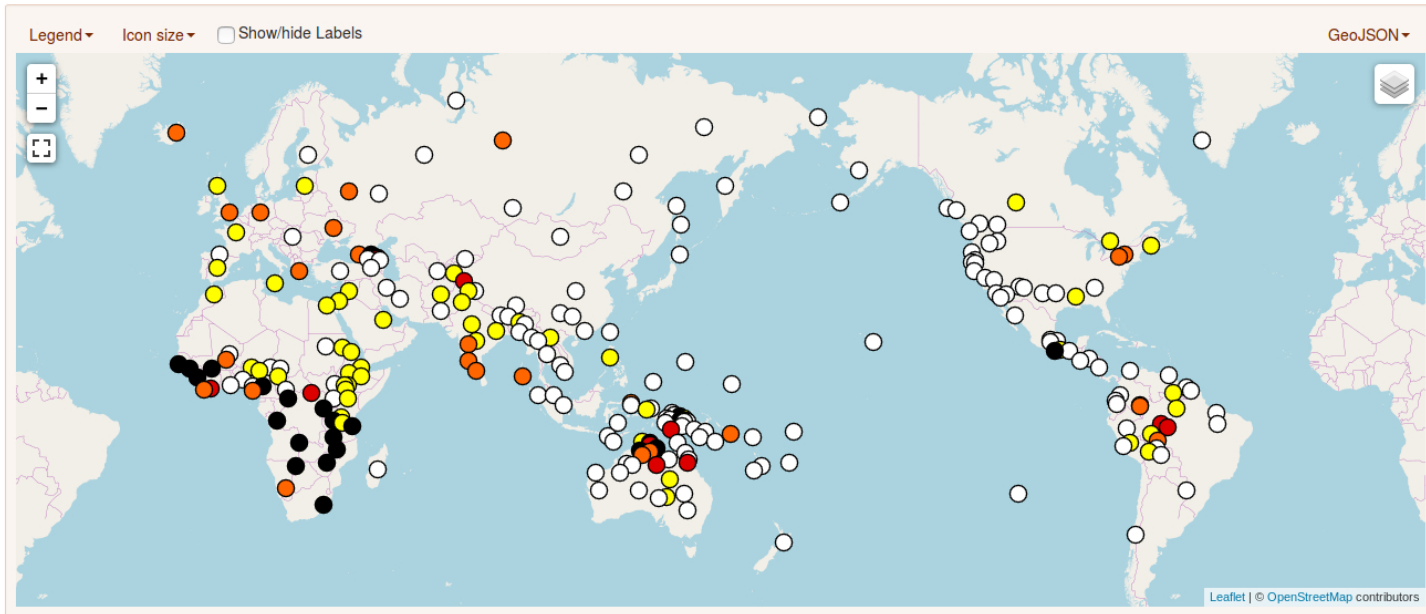 Legend
Icon size
Show/hide Labels
GeoJSON
+
−
Leaflet | © OpenStreetMap contributors